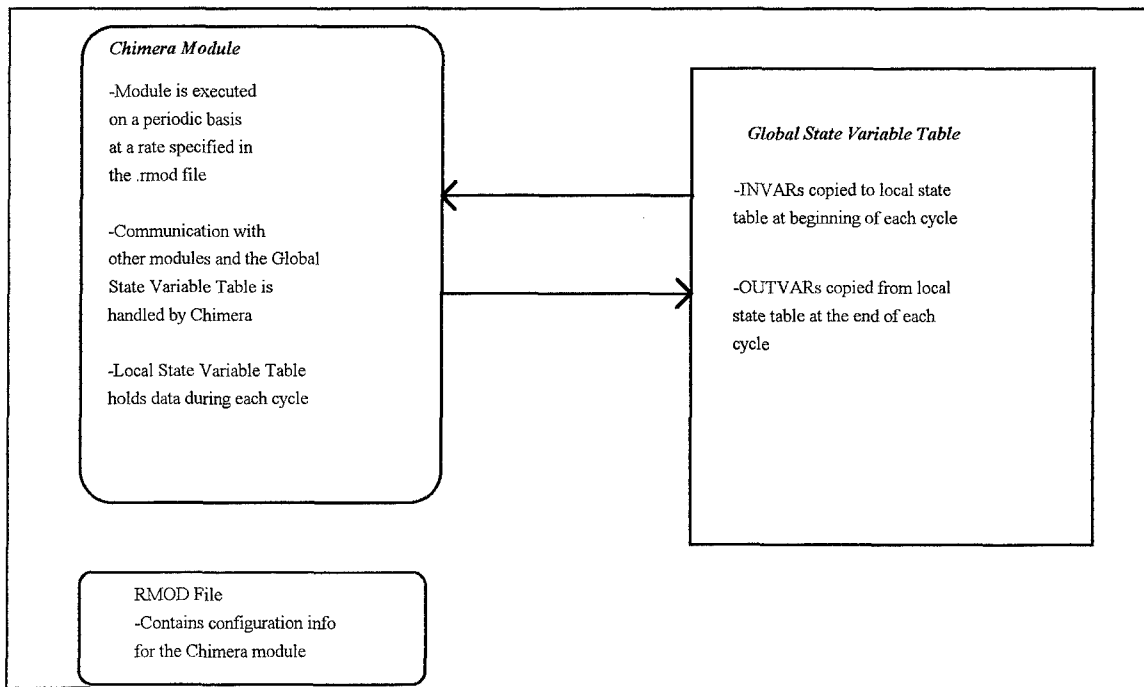 Chimera Module
-Module is executed
on a periodic basis
at a rate specified in
the .rmod file
-Communication with
other modules and the Global
State Variable Table is
handled by Chimera
-Local State Variable Table
holds data during each cycle
Global State Variable Table
-INVARs copied to local state
table at beginning of each cycle
-OUTVARs copied from local
state table at the end of each
cycle
RMOD File
-Contains configuration info
for the Chimera module